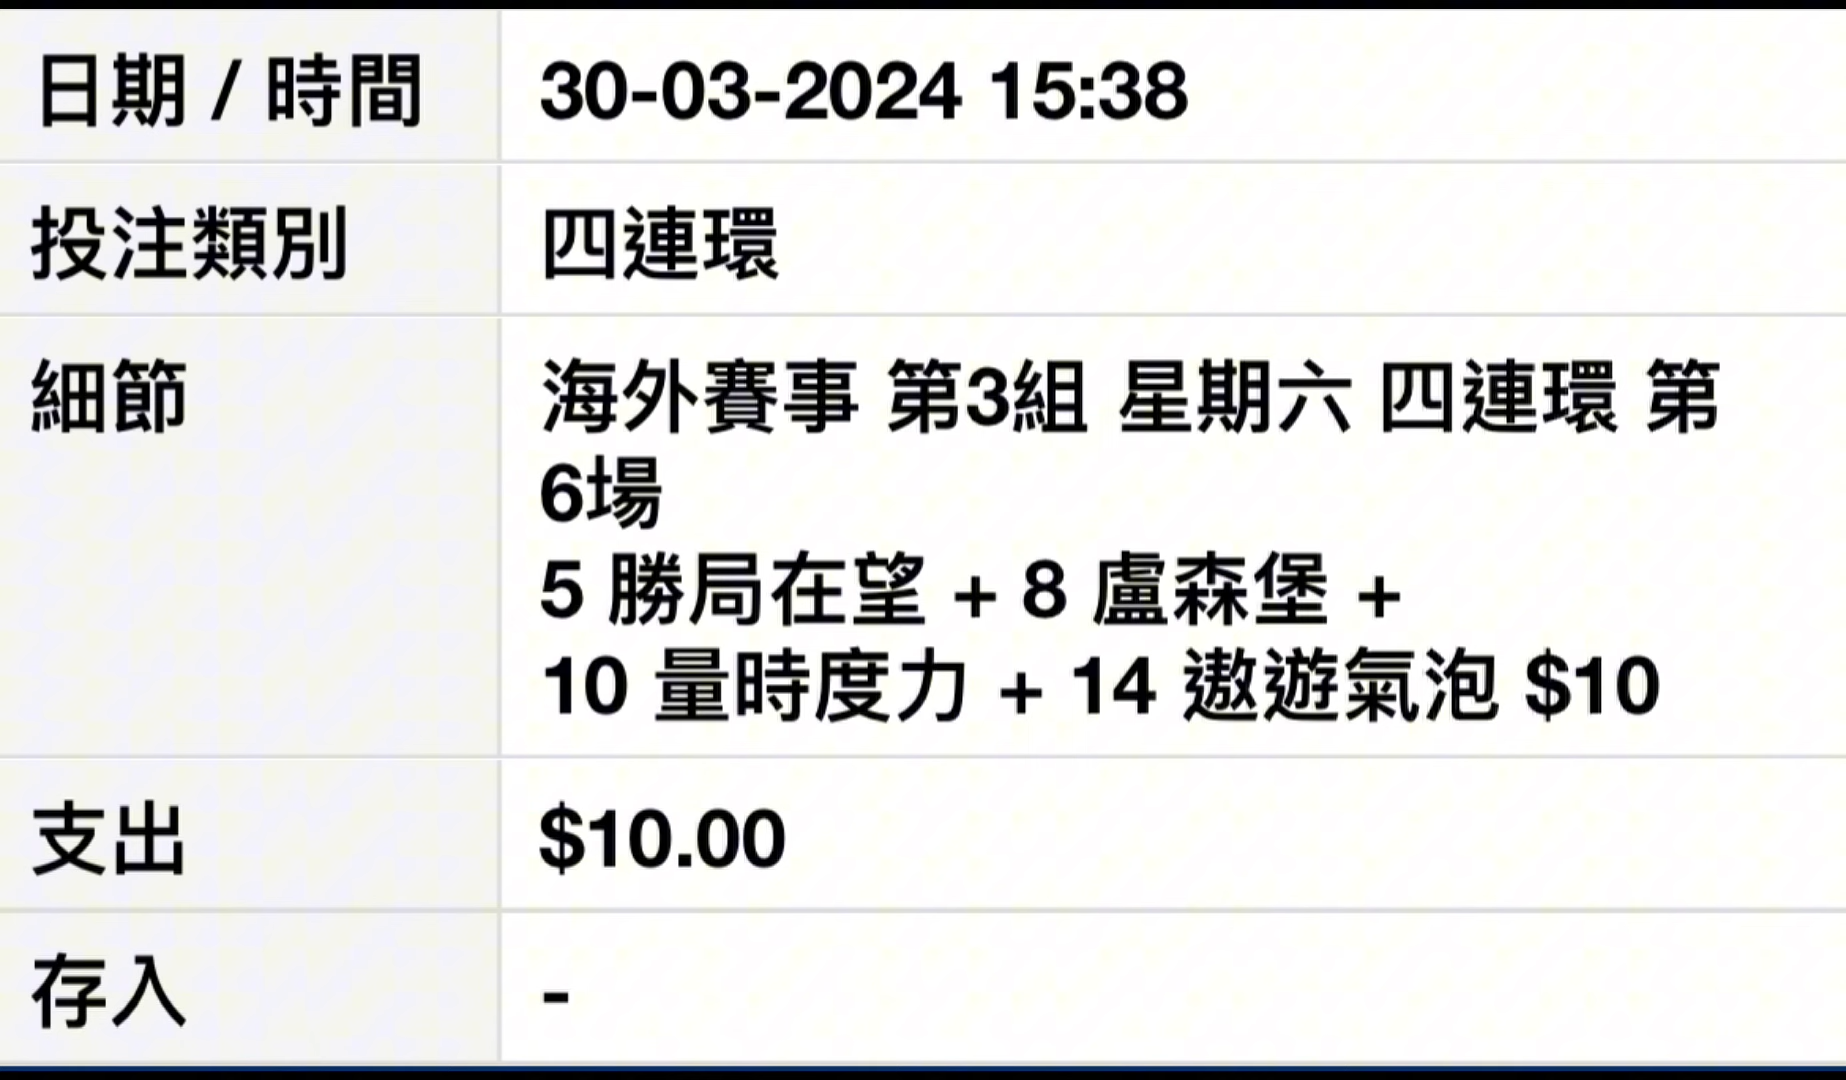 日期 / 時間 30-03-2024 15:38
投注類別 四連環
細節 海外賽事 第3組 星期六 四連環 第
6場
5 勝局在望 + 8 盧森堡 +
10 量時度力 + 14 遨遊氣泡 $10
支出 $10.00
存入 -